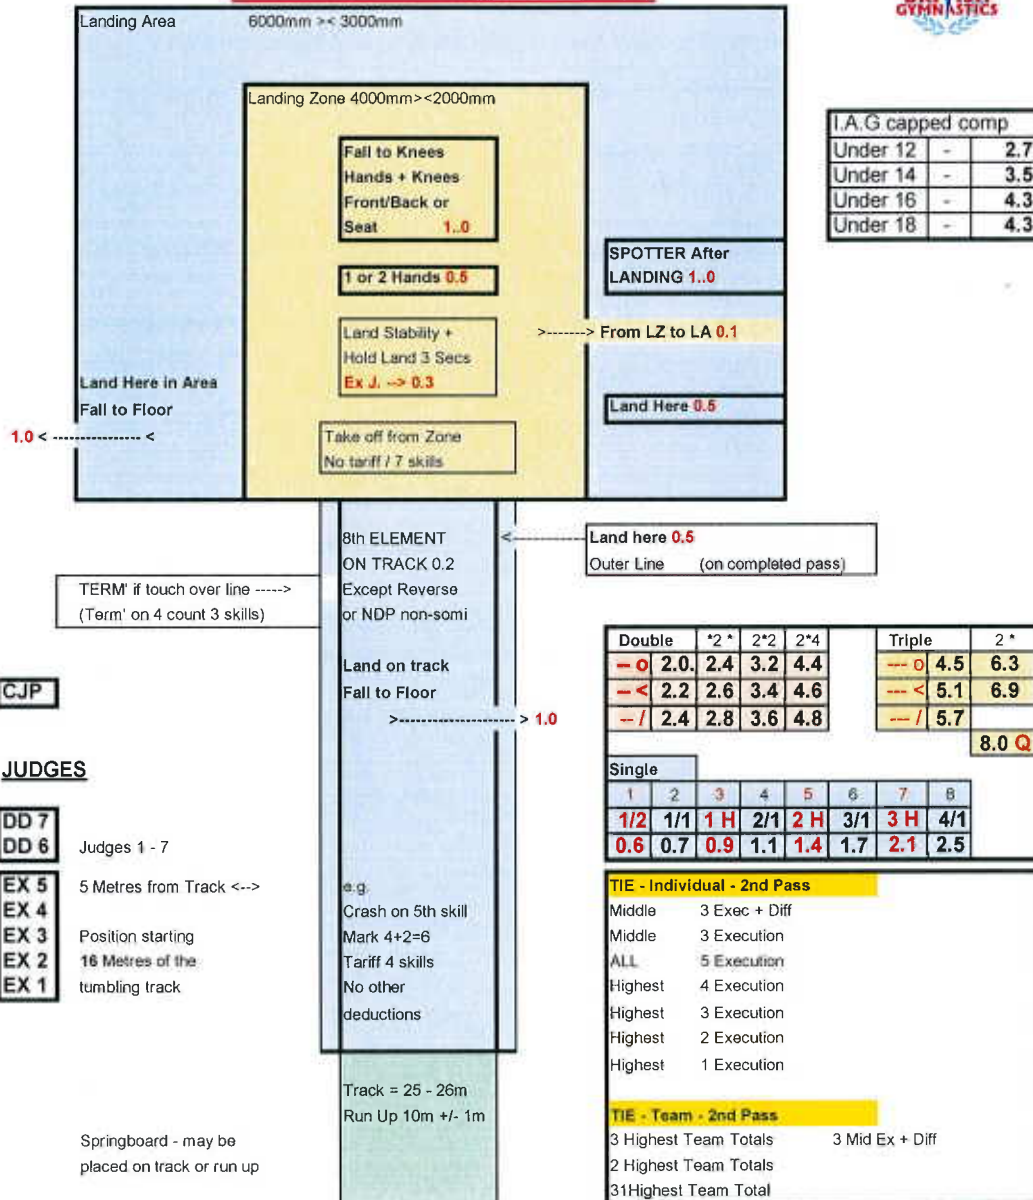 GYMNASTICS
Landing Area 6000mm >< 3000mm
Landing Zone 4000mm><2000mm
Fall to Knees
Hands + Knees
Front/Back or
Seat 1..0
1 or 2 Hands 0.5
Land Stability +
Hold Land 3 Secs
Ex J. --> 0.3
Take off from Zone
No tariff / 7 skills
SPOTTER After
LANDING 1..0
>-------> From LZ to LA 0.1
Land Here 0.5
Land Here in Area
Fall to Floor
1.0 < --------------- <
I.A.G capped comp
Under 12 - 2.7
Under 14 - 3.5
Under 16 - 4.3
Under 18 - 4.3
8th ELEMENT
ON TRACK 0.2
Except Reverse
or NDP non-somi
<--------------
Land here 0.5
Outer Line (on completed pass)
TERM' if touch over line ----->
(Term' on 4 count 3 skills)
Land on track
Fall to Floor
>--------------------- > 1.0
CJP
JUDGES
DD 7
DD 6 Judges 1 - 7
EX 5 5 Metres from Track <-->
EX 4
EX 3 Position starting
EX 2 16 Metres of the
EX 1 tumbling track
e.g.
Crash on 5th skill
Mark 4+2=6
Tariff 4 skills
No other
deductions
Track = 25 - 26m
Run Up 10m +/- 1m
Springboard - may be
placed on track or run up
Double *2 * 2*2 2*4
-- o 2.0. 2.4 3.2 4.4
-- < 2.2 2.6 3.4 4.6
-- / 2.4 2.8 3.6 4.8
Triple 2 *
--- o 4.5 6.3
--- < 5.1 6.9
--- / 5.7
8.0 Q
Single
1 2 3 4 5 6 7 8
1/2 1/1 1 H 2/1 2 H 3/1 3 H 4/1
0.6 0.7 0.9 1.1 1.4 1.7 2.1 2.5
TIE - Individual - 2nd Pass
Middle 3 Exec + Diff
Middle 3 Execution
ALL 5 Execution
Highest 4 Execution
Highest 3 Execution
Highest 2 Execution
Highest 1 Execution
TIE - Team - 2nd Pass
3 Highest Team Totals 3 Mid Ex + Diff
2 Highest Team Totals
31Highest Team Total